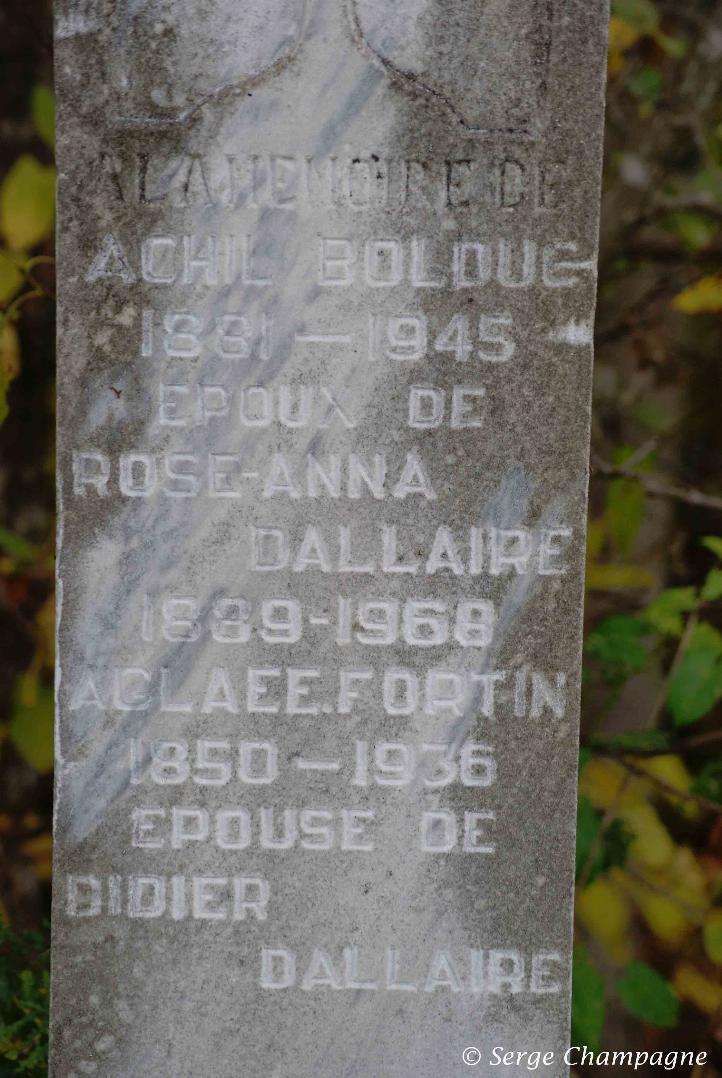 A LA MEMOIRE DE
ACHIL BOLDUC
1881 — 1945
EPOUX DE
ROSE-ANNA
DALLAIRE
1889-1968
AGLAEE.FORTIN
1850 — 1936
EPOUSE DE
DIDIER
DALLAIRE
© Serge Champagne